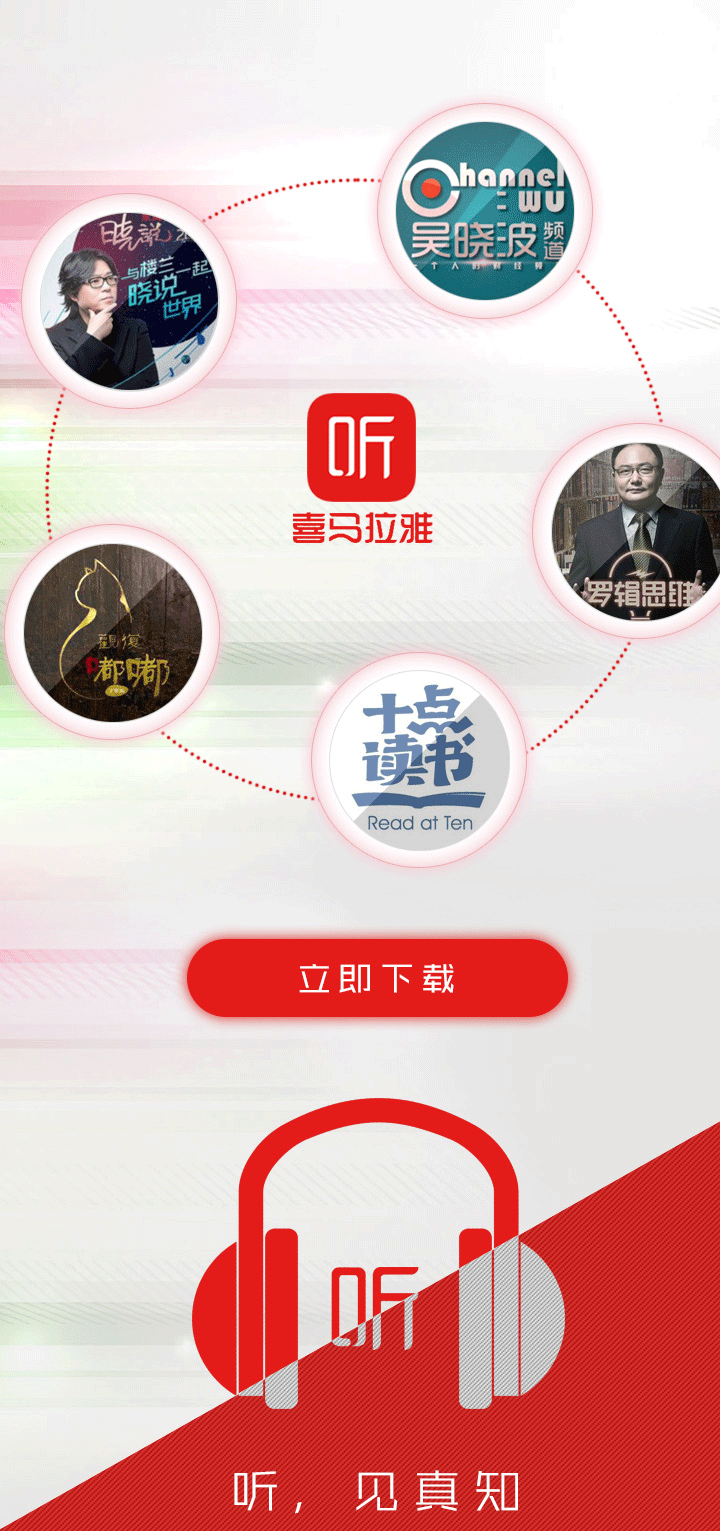 Channel
:WU
吴晓波频道
晓说
与楼兰一起
晓说
世界
听
喜马拉雅
罗辑思维
觀復
嘟嘟
十点
读书
Read at Ten
立即下载
听
听，见真知